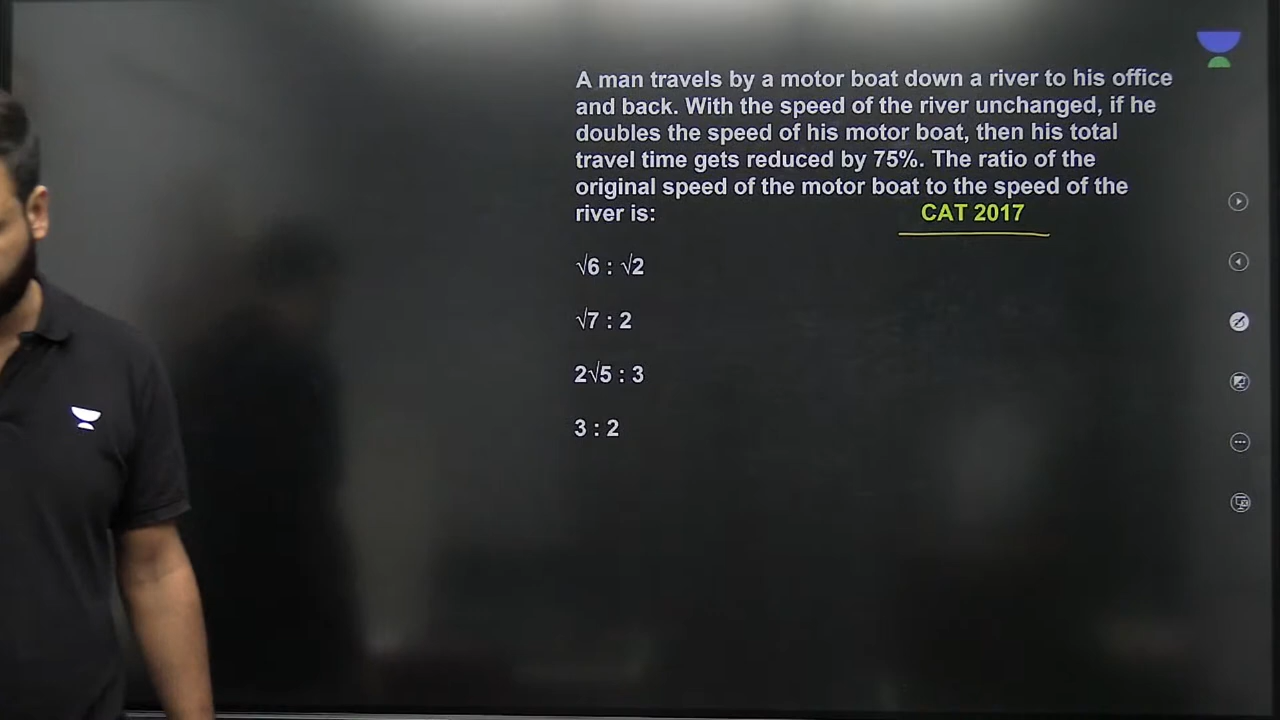 A man travels by a motor boat down a river to his office
and back. With the speed of the river unchanged, if he
doubles the speed of his motor boat, then his total
travel time gets reduced by 75%. The ratio of the
original speed of the motor boat to the speed of the
river is: CAT 2017
√6 : √2
√7 : 2
2√5 : 3
3 : 2